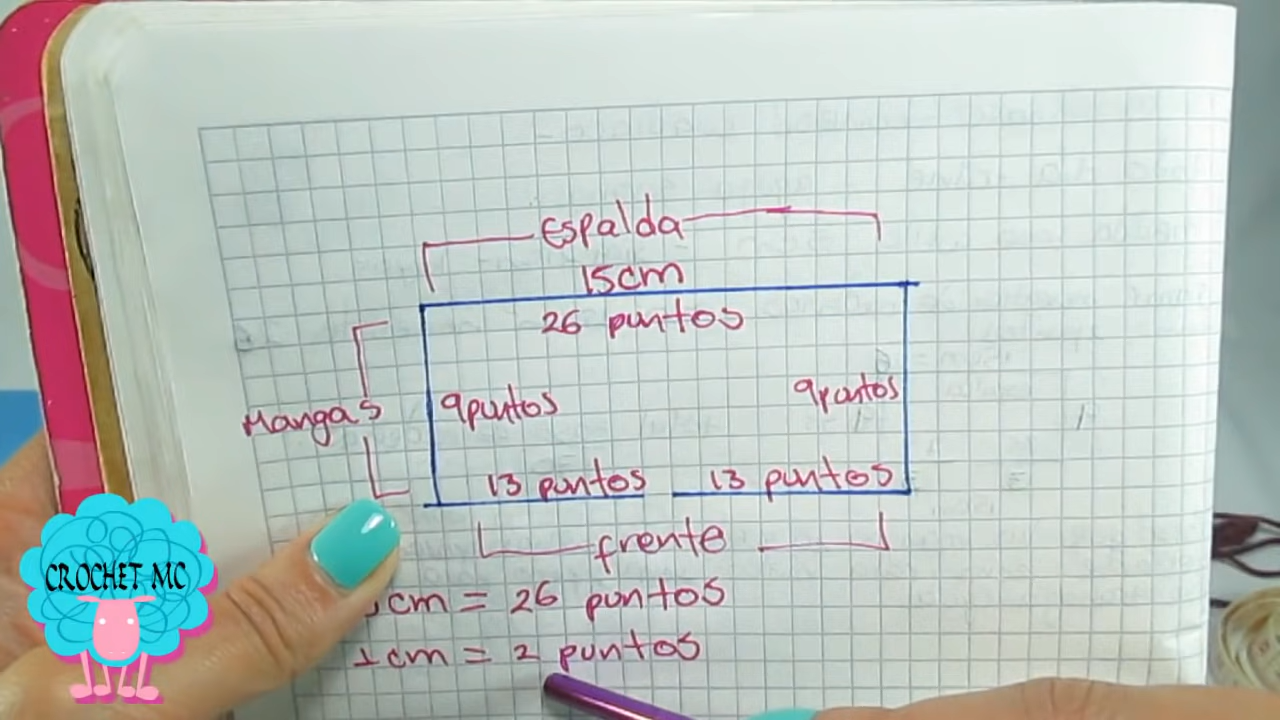 Espalda
15cm
26 puntos
Mangas 9puntos 9puntos
13 puntos 13 puntos
frente
cm = 26 puntos
1cm = 2 puntos
CROCHET MC